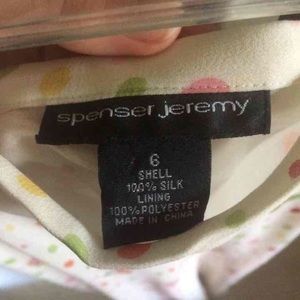 spenser jeremy
6
SHELL
100% SILK
LINING
100% POLYESTER
MADE IN CHINA